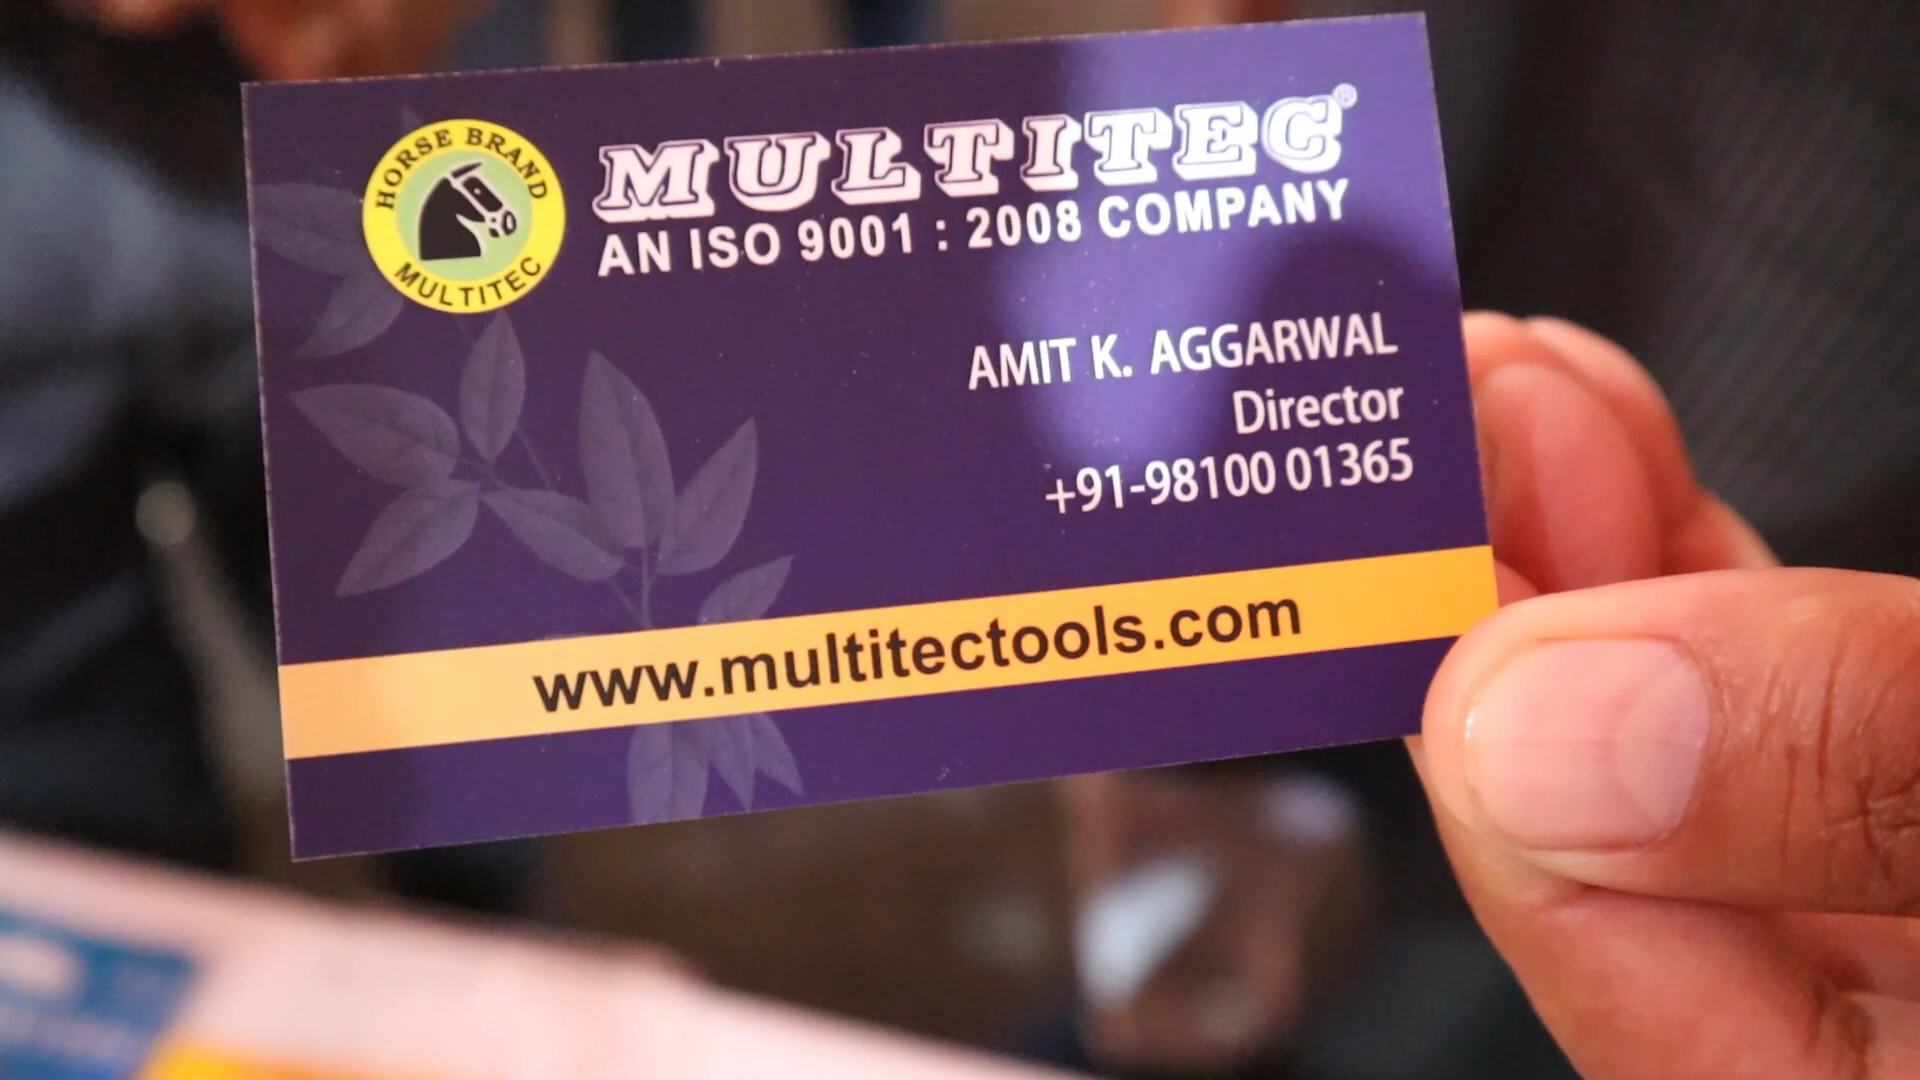 HORSE BRAND
MULTITEC
MULTITEC®
AN ISO 9001 : 2008 COMPANY
AMIT K. AGGARWAL
Director
+91-98100 01365
www.multitectools.com